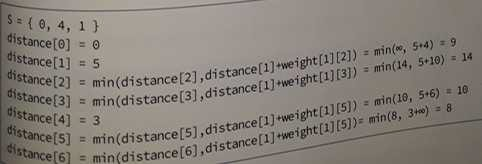 S = { 0, 4, 1 }
distance[0] = 0
distance[1] = 5
distance[2] = min(distance[2],distance[1]+weight[1][2]) = min(∞, 5+4) = 9
distance[3] = min(distance[3],distance[1]+weight[1][3]) = min(14, 5+10) = 14
distance[4] = 3
distance[5] = min(distance[5],distance[1]+weight[1][5]) = min(10, 5+6) = 10
distance[6] = min(distance[6],distance[1]+weight[1][5])= min(8, 3+∞) = 8